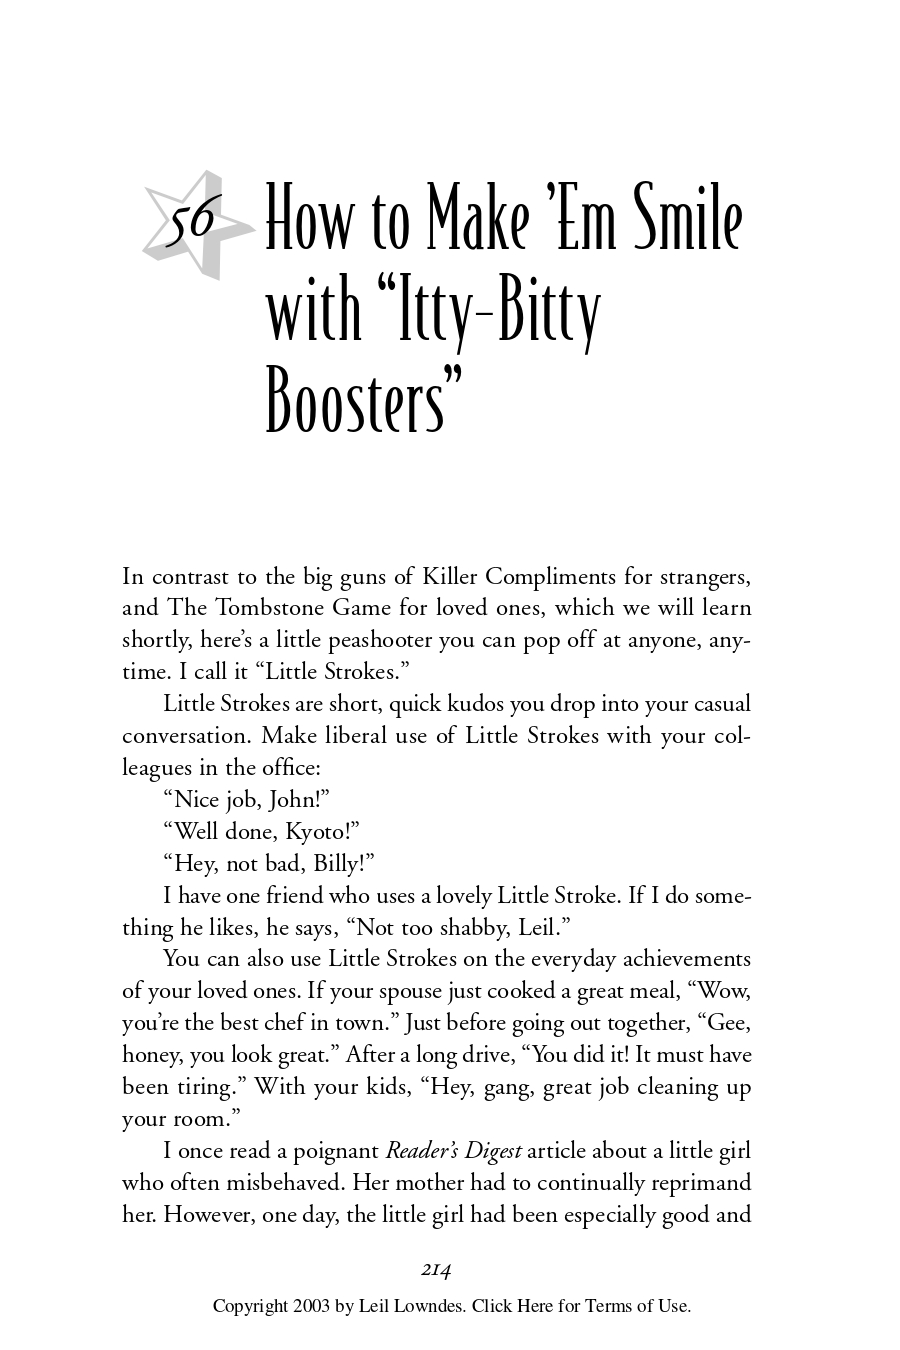 56
How to Make ’Em Smile
with “Itty-Bitty
Boosters”
In contrast to the big guns of Killer Compliments for strangers,
and The Tombstone Game for loved ones, which we will learn
shortly, here’s a little peashooter you can pop off at anyone, any-
time. I call it “Little Strokes.”
Little Strokes are short, quick kudos you drop into your casual
conversation. Make liberal use of Little Strokes with your col-
leagues in the office:
“Nice job, John!”
“Well done, Kyoto!”
“Hey, not bad, Billy!”
I have one friend who uses a lovely Little Stroke. If I do some-
thing he likes, he says, “Not too shabby, Leil.”
You can also use Little Strokes on the everyday achievements
of your loved ones. If your spouse just cooked a great meal, “Wow,
you’re the best chef in town.” Just before going out together, “Gee,
honey, you look great.” After a long drive, “You did it! It must have
been tiring.” With your kids, “Hey, gang, great job cleaning up
your room.”
I once read a poignant Reader’s Digest article about a little girl
who often misbehaved. Her mother had to continually reprimand
her. However, one day, the little girl had been especially good and
214
Copyright 2003 by Leil Lowndes. Click Here for Terms of Use.